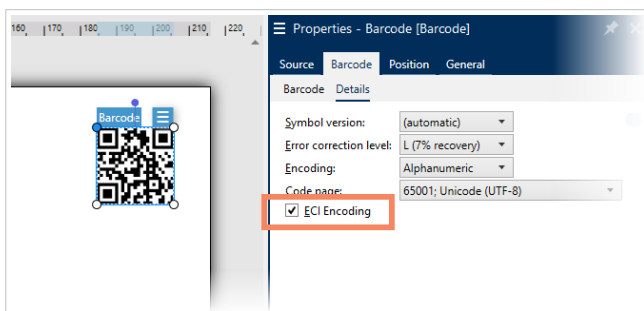 160 170 180 190 200 210 220
Properties - Barcode [Barcode]
Source Barcode Position General
Barcode Details
Barcode
Symbol version: (automatic)
Error correction level: L (7% recovery)
Encoding: Alphanumeric
Code page: 65001; Unicode (UTF-8)
ECI Encoding